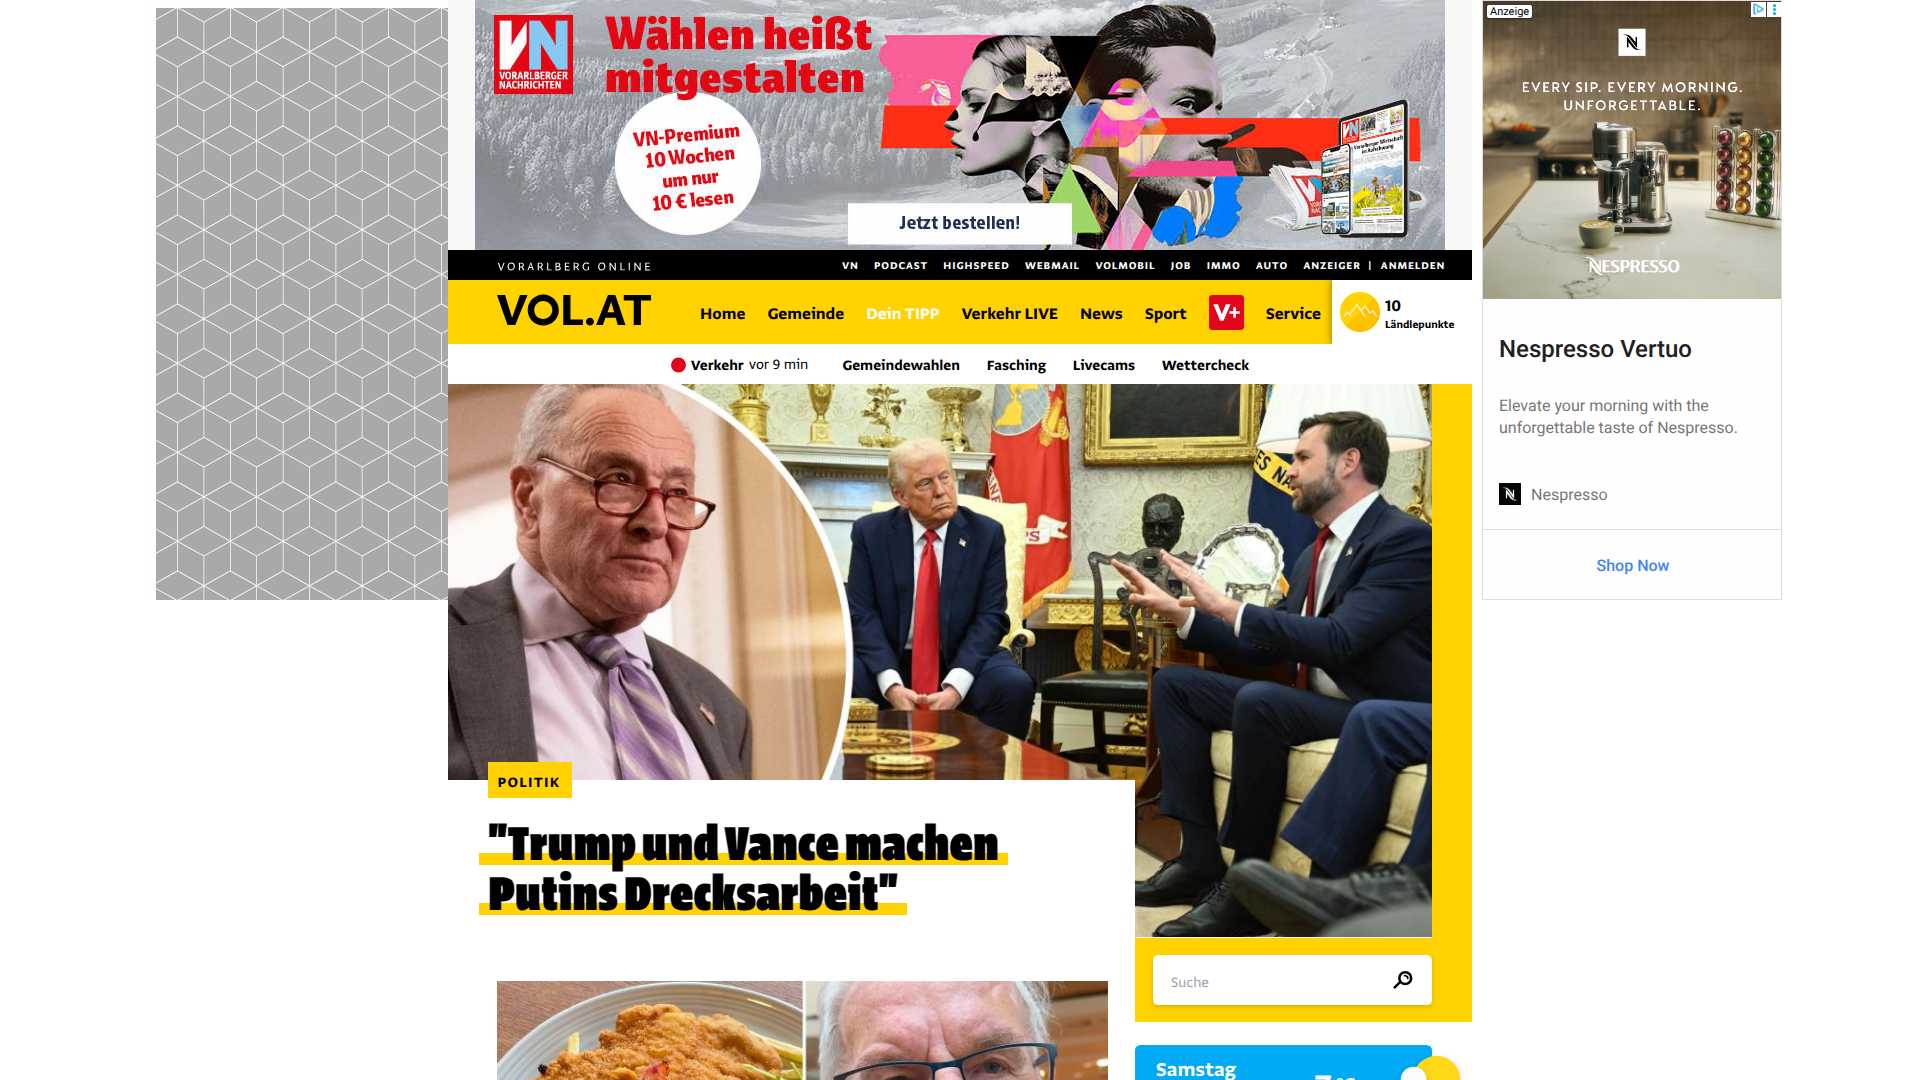 Wählen heißt
mitgestalten
VN
VORARLBERGER
NACHRICHTEN
VN-Premium
10 Wochen
um nur
10 € lesen
Jetzt bestellen!
Anzeige
EVERY SIP. EVERY MORNING.
UNFORGETTABLE.
NESPRESSO
Nespresso Vertuo
Elevate your morning with the
unforgettable taste of Nespresso.
Nespresso
Shop Now
VORARLBERG ONLINE
VN PODCAST HIGHSPEED WEBMAIL VOLMOBIL JOB IMMO AUTO ANZEIGER | ANMELDEN
VOL.AT
Home Gemeinde Dein TIPP Verkehr LIVE News Sport V+ Service
10
Ländlepunkte
Verkehr vor 9 min Gemeindewahlen Fasching Livecams Wettercheck
POLITIK
"Trump und Vance machen
Putins Drecksarbeit"
Suche
Samstag